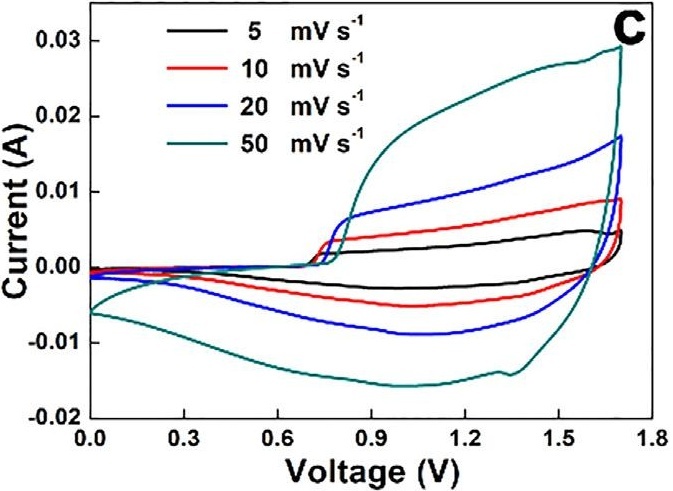 C
5 mV s-1
10 mV s-1
20 mV s-1
50 mV s-1
Current (A)
0.03
0.02
0.01
0.00
-0.01
-0.02
0.0 0.3 0.6 0.9 1.2 1.5 1.8
Voltage (V)